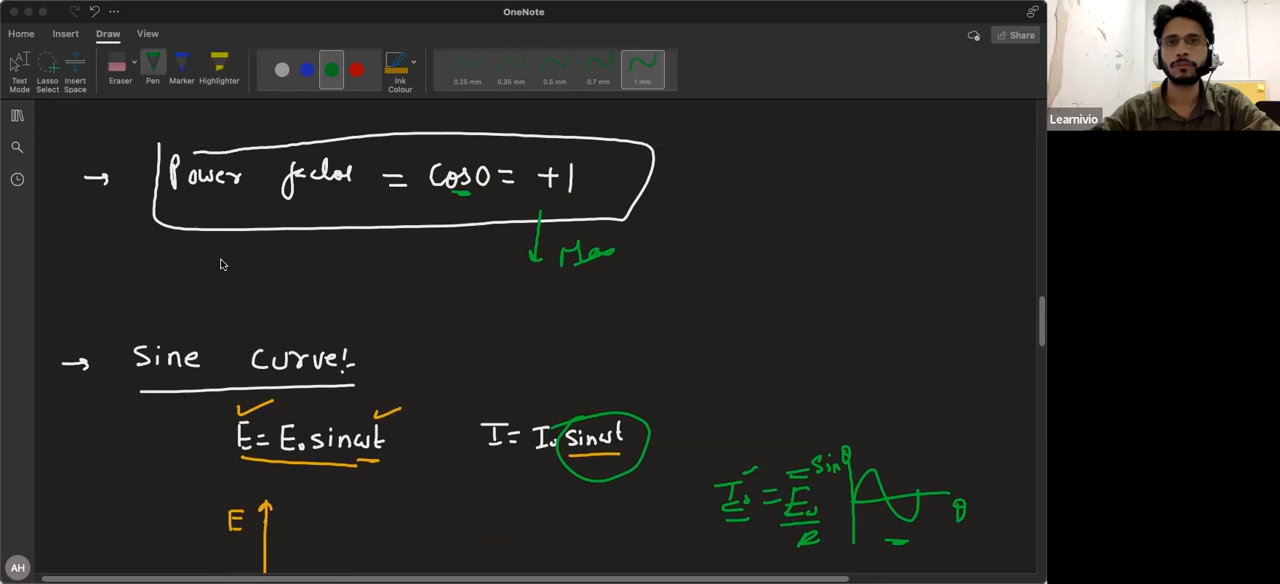 OneNote
Home Insert Draw View
Share
Text Mode
Lasso Select
Insert Space
Eraser
Pen
Marker
Highlighter
Ink Colour
0.25 mm 0.35 mm 0.5 mm 0.7 mm 1 mm
Learnivio
→ Power factor = cos0 = +1
↓ Max
→ Sine curve:-
E = E₀ sinωt I = I₀ sinωt
I₀ = E₀/R
sinθ
θ
E
AH